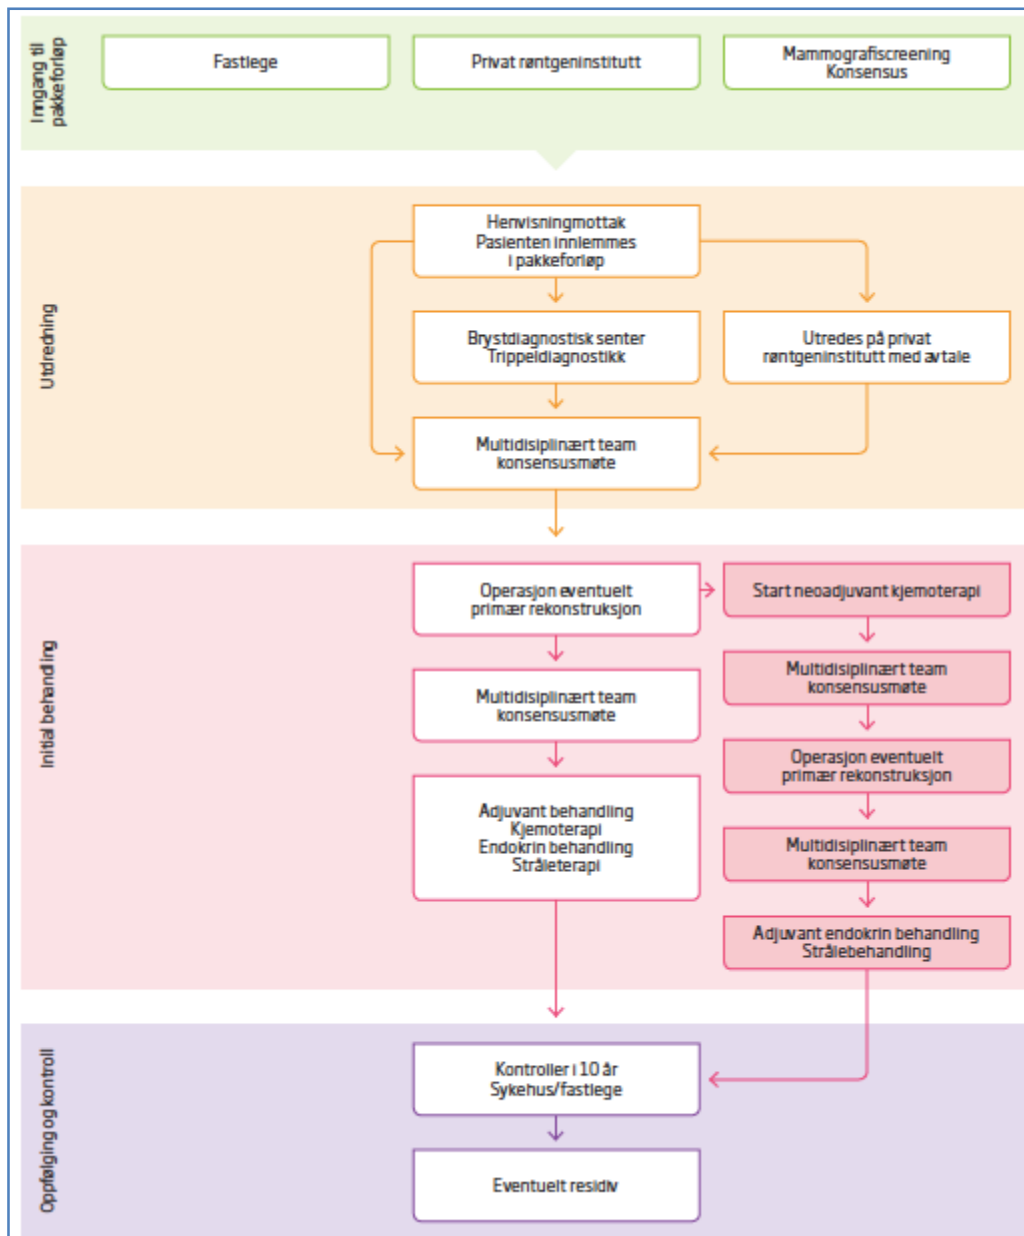 Inngang til
pakkeforløp
Fastlege
Privat røntgeninstitutt
Mammografiscreening
Konsensus
Utdredning
Henvisningmottak
Pasienten innlemmes
i pakkeforløp
Brystdiagnostisk senter
Trippeldiagnostikk
Utredes på privat
røntgeninstitutt med avtale
Multidisiplinært team
konsensusmøte
Initial behandling
Operasjon eventuelt
primær rekonstruksjon
Start neoadjuvant kjemoterapi
Multidisiplinært team
konsensusmøte
Multidisiplinært team
konsensusmøte
Operasjon eventuelt
primær rekonstruksjon
Adjuvant behandling
Kjemoterapi
Endokrin behandling
Stråleterapi
Multidisiplinært team
konsensusmøte
Adjuvant endokrin behandling
Strålebehandling
Oppfølging og kontroll
Kontroller i 10 år
Sykehus/fastlege
Eventuelt residiv